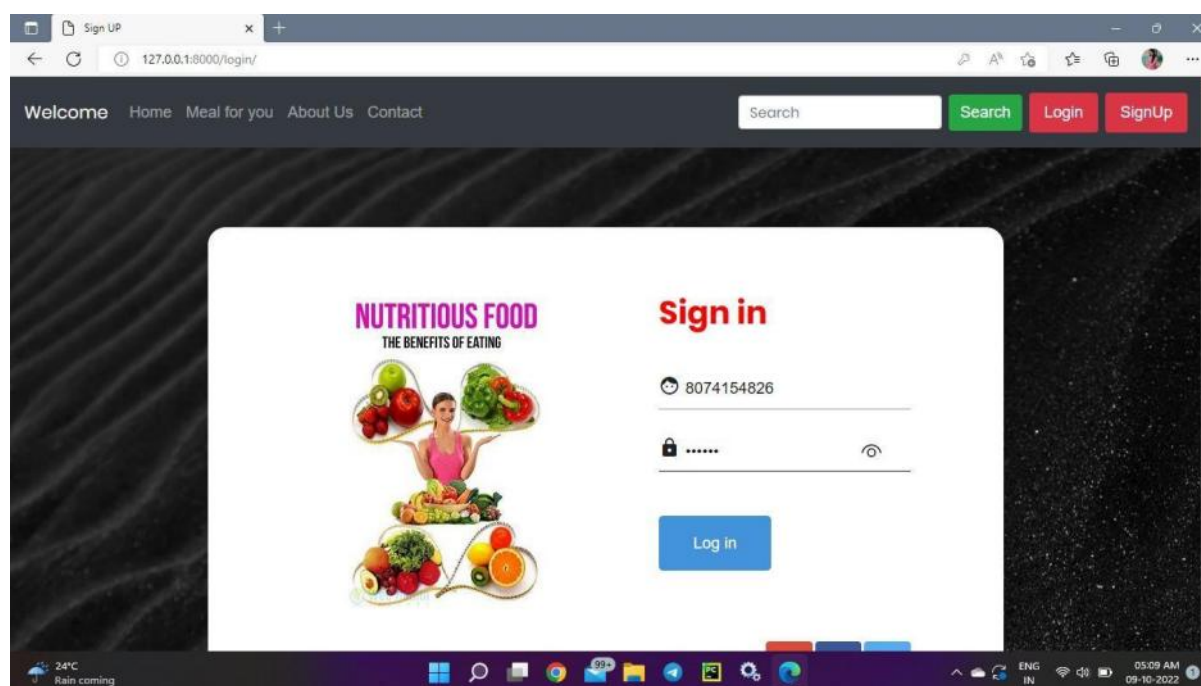 Sign UP
127.0.0.1:8000/login/
Welcome Home Meal for you About Us Contact Search Search Login SignUp
NUTRITIOUS FOOD
THE BENEFITS OF EATING
Sign in
8074154826
••••••
Log in
24°C
Rain coming
99+
ENG
IN
05:09 AM
09-10-2022